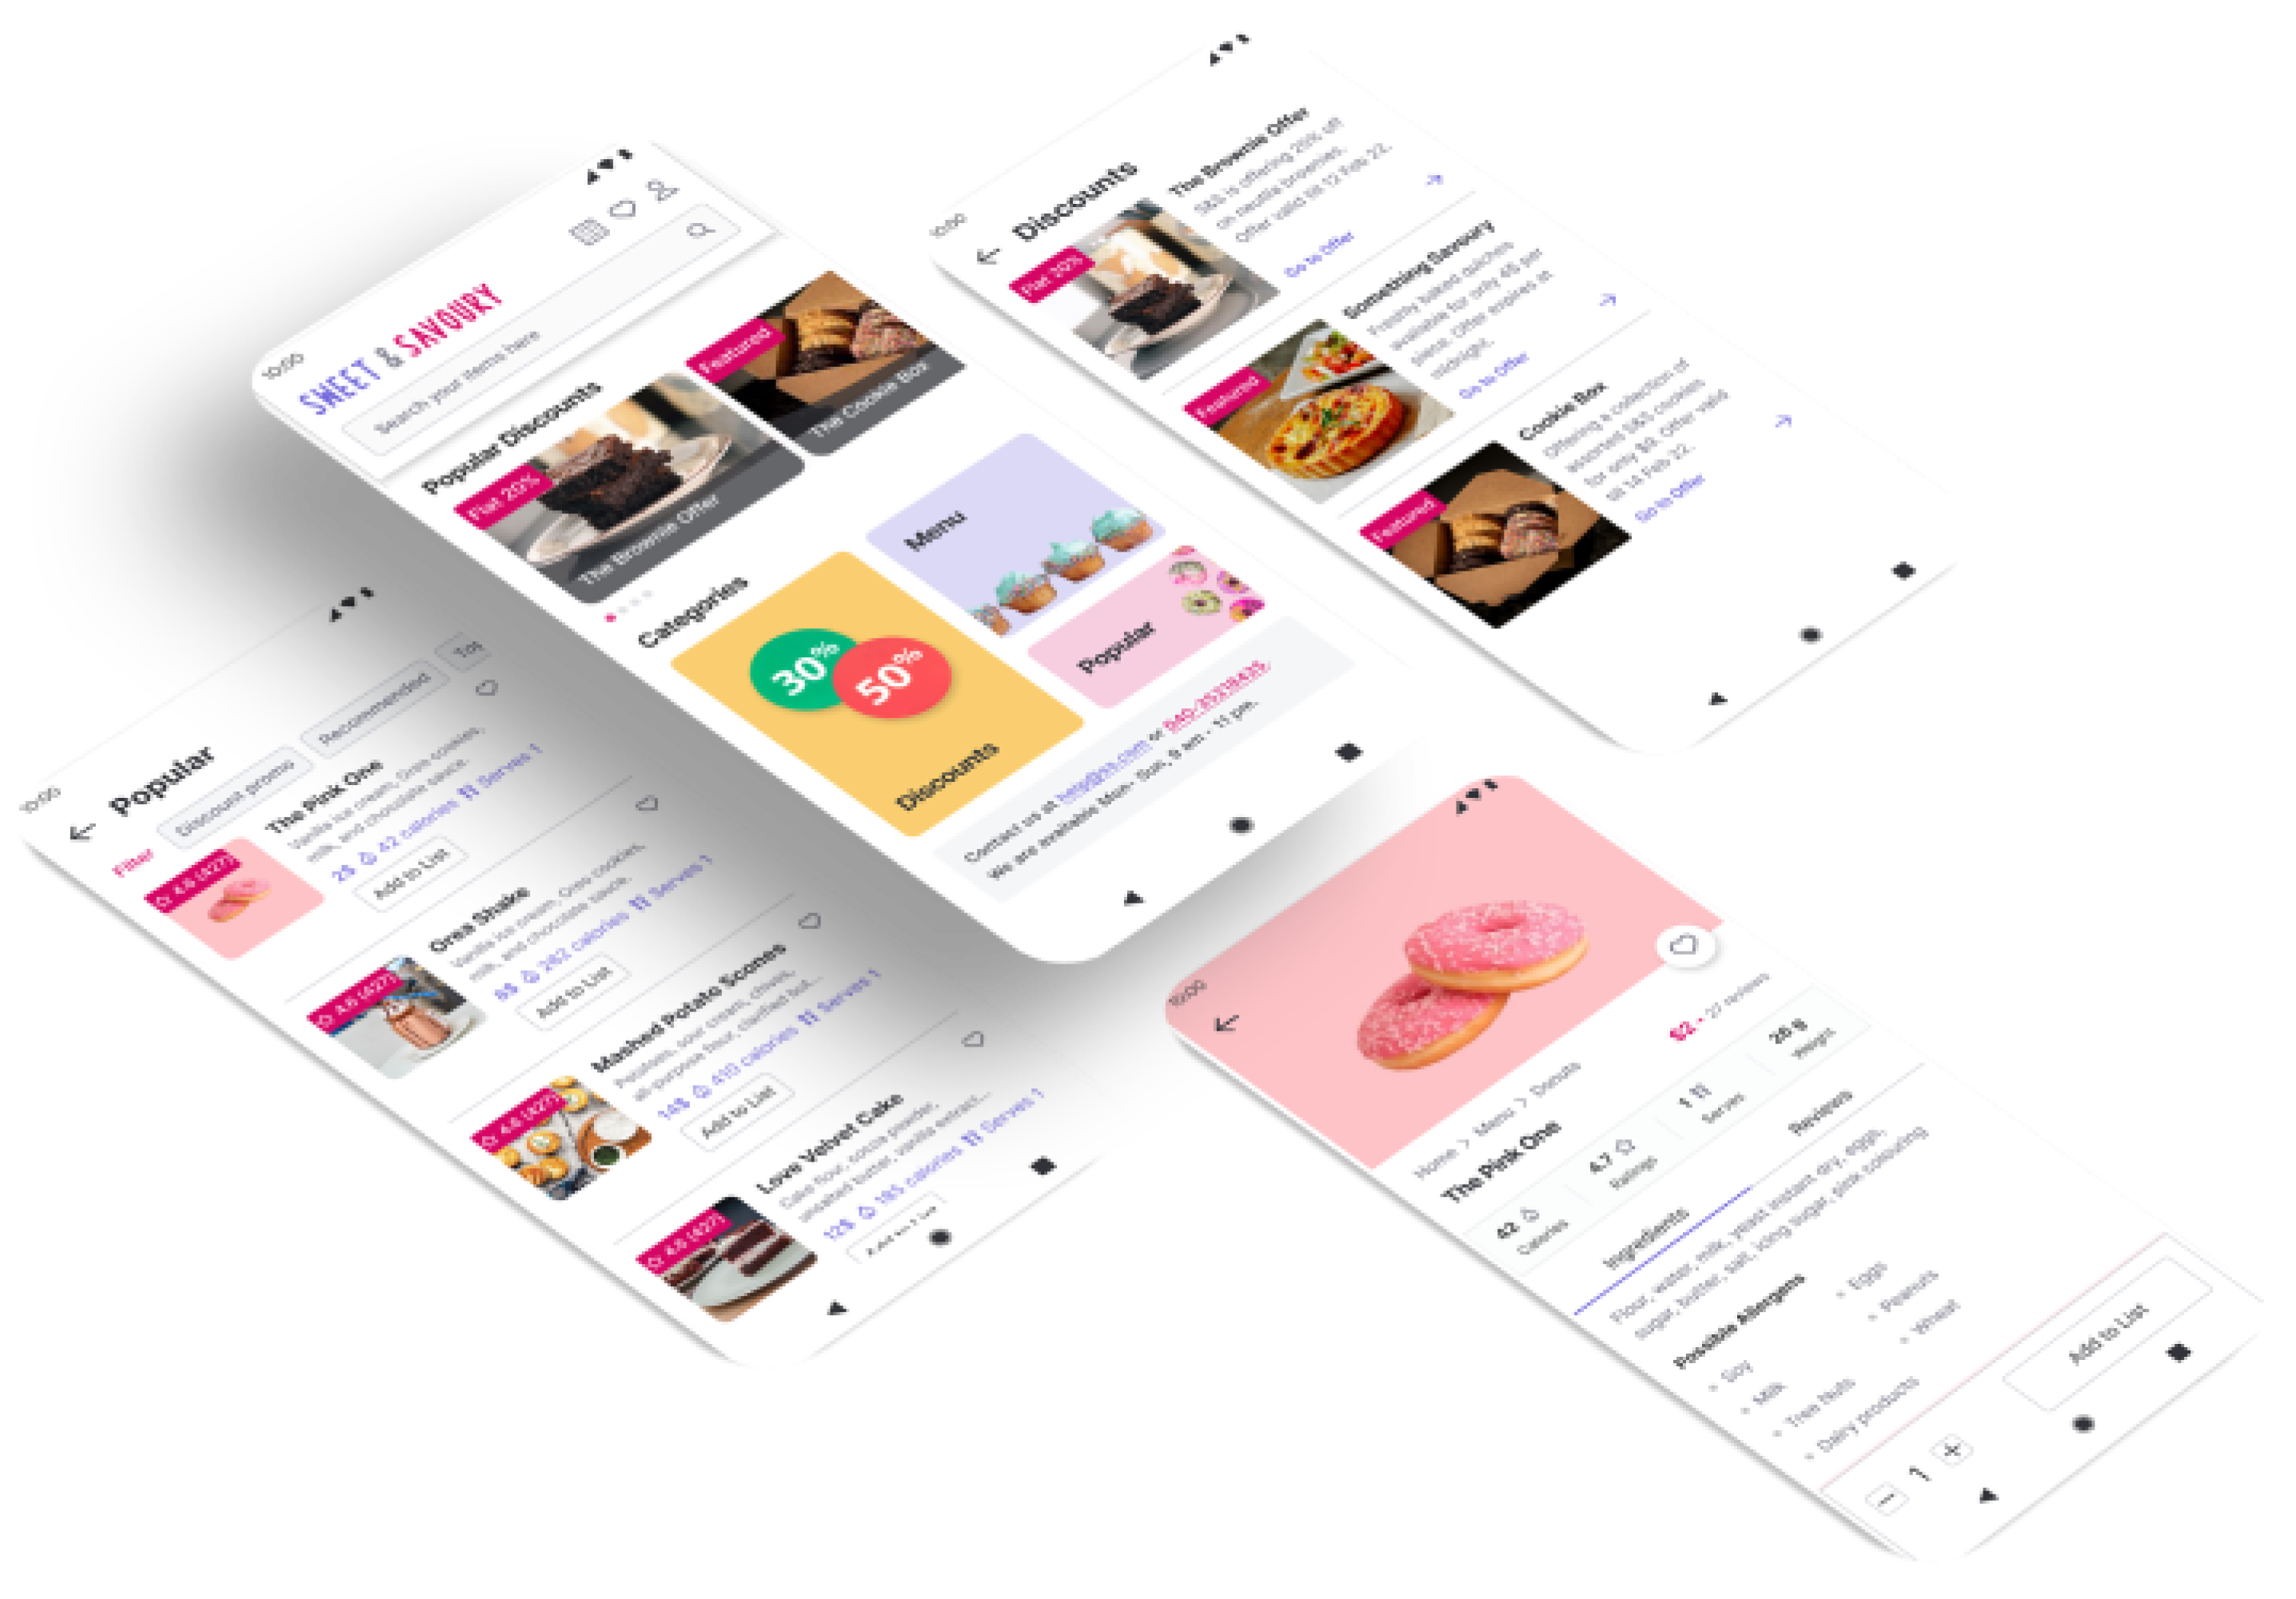 10:00
SWEET & SAVOURY
Search your items here
Popular Discounts
Flat 20%
The Brownie Offer
Featured
The Cookie Box
Categories
30%
50%
Discounts
Menu
Popular
Contact us at help@ss.com or
We are available Mon- Sun, 9 am - 11 pm.
10:00
Discounts
Flat 20%
The Brownie Offer
S&S is offering 20% off
on nestlle brownies.
Offer valid till 12 Feb 22.
Go to Offer
Featured
Something Savoury
Freshly baked quiches
available for only 4$ per
piece. Offer expires at
midnight.
Go to Offer
Featured
Cookie Box
Offering a collection of
assorted S&S cookies
for only $8. Offer valid
till 14 Feb 22.
Go to Offer
10:00
Popular
Filter
Discount promo
Recommended
4.6 (427)
The Pink One
Vanilla ice cream, Oreo cookies,
milk, and chocolate sauce.
2$ 42 calories Serves 1
Add to List
4.6 (427)
Oreo Shake
Vanilla ice cream, Oreo cookies,
milk, and chocolate sauce.
282 calories Serves 1
Add to List
4.6 (427)
Mashed Potato Scones
Potatoes, sour cream, chives,
all-purpose flour, clarified but...
14$ 410 calories Serves 1
Add to List
4.6 (427)
Love Velvet Cake
Cake flour, cocoa powder,
unsalted butter, vanilla extract...
12$ 185 calories Serves 1
Add to List
10:00
Home > Menu > Donuts
The Pink One
$2 • 27 reviews
42
Calories
4.7
Ratings
1
Serves
26 g
Weight
Ingredients
Reviews
Flour, water, milk, yeast instant dry, eggs,
sugar, butter, salt, icing sugar, pink colouring
Possible Allergens
Soy
Milk
Tree Nuts
Dairy products
Eggs
Peanuts
Wheat
1
Add to List